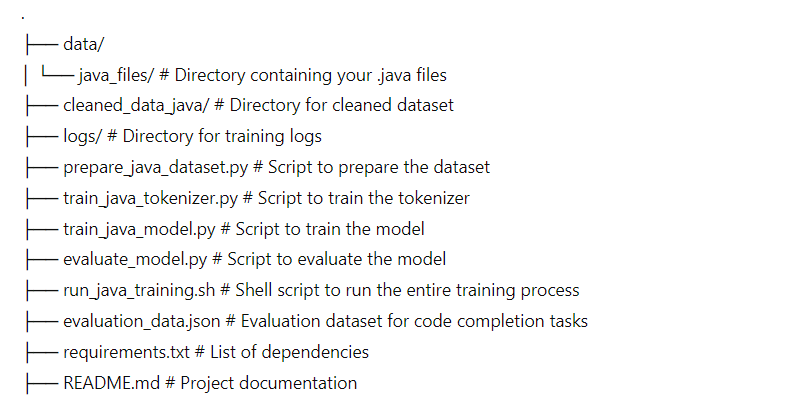 .
├── data/
│ └── java_files/ # Directory containing your .java files
├── cleaned_data_java/ # Directory for cleaned dataset
├── logs/ # Directory for training logs
├── prepare_java_dataset.py # Script to prepare the dataset
├── train_java_tokenizer.py # Script to train the tokenizer
├── train_java_model.py # Script to train the model
├── evaluate_model.py # Script to evaluate the model
├── run_java_training.sh # Shell script to run the entire training process
├── evaluation_data.json # Evaluation dataset for code completion tasks
├── requirements.txt # List of dependencies
├── README.md # Project documentation